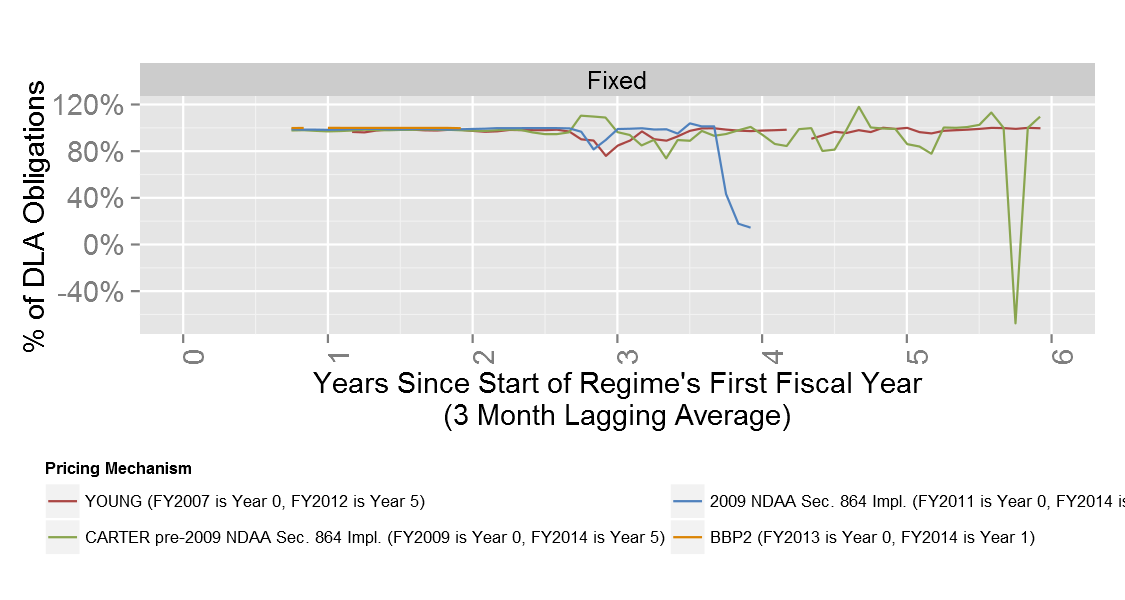 Fixed
% of DLA Obligations
120%
80%
40%
0%
-40%
0
1
2
3
4
5
6
Years Since Start of Regime's First Fiscal Year
(3 Month Lagging Average)
Pricing Mechanism
YOUNG (FY2007 is Year 0, FY2012 is Year 5)
2009 NDAA Sec. 864 Impl. (FY2011 is Year 0, FY2014 is
CARTER pre-2009 NDAA Sec. 864 Impl. (FY2009 is Year 0, FY2014 is Year 5)
BBP2 (FY2013 is Year 0, FY2014 is Year 1)